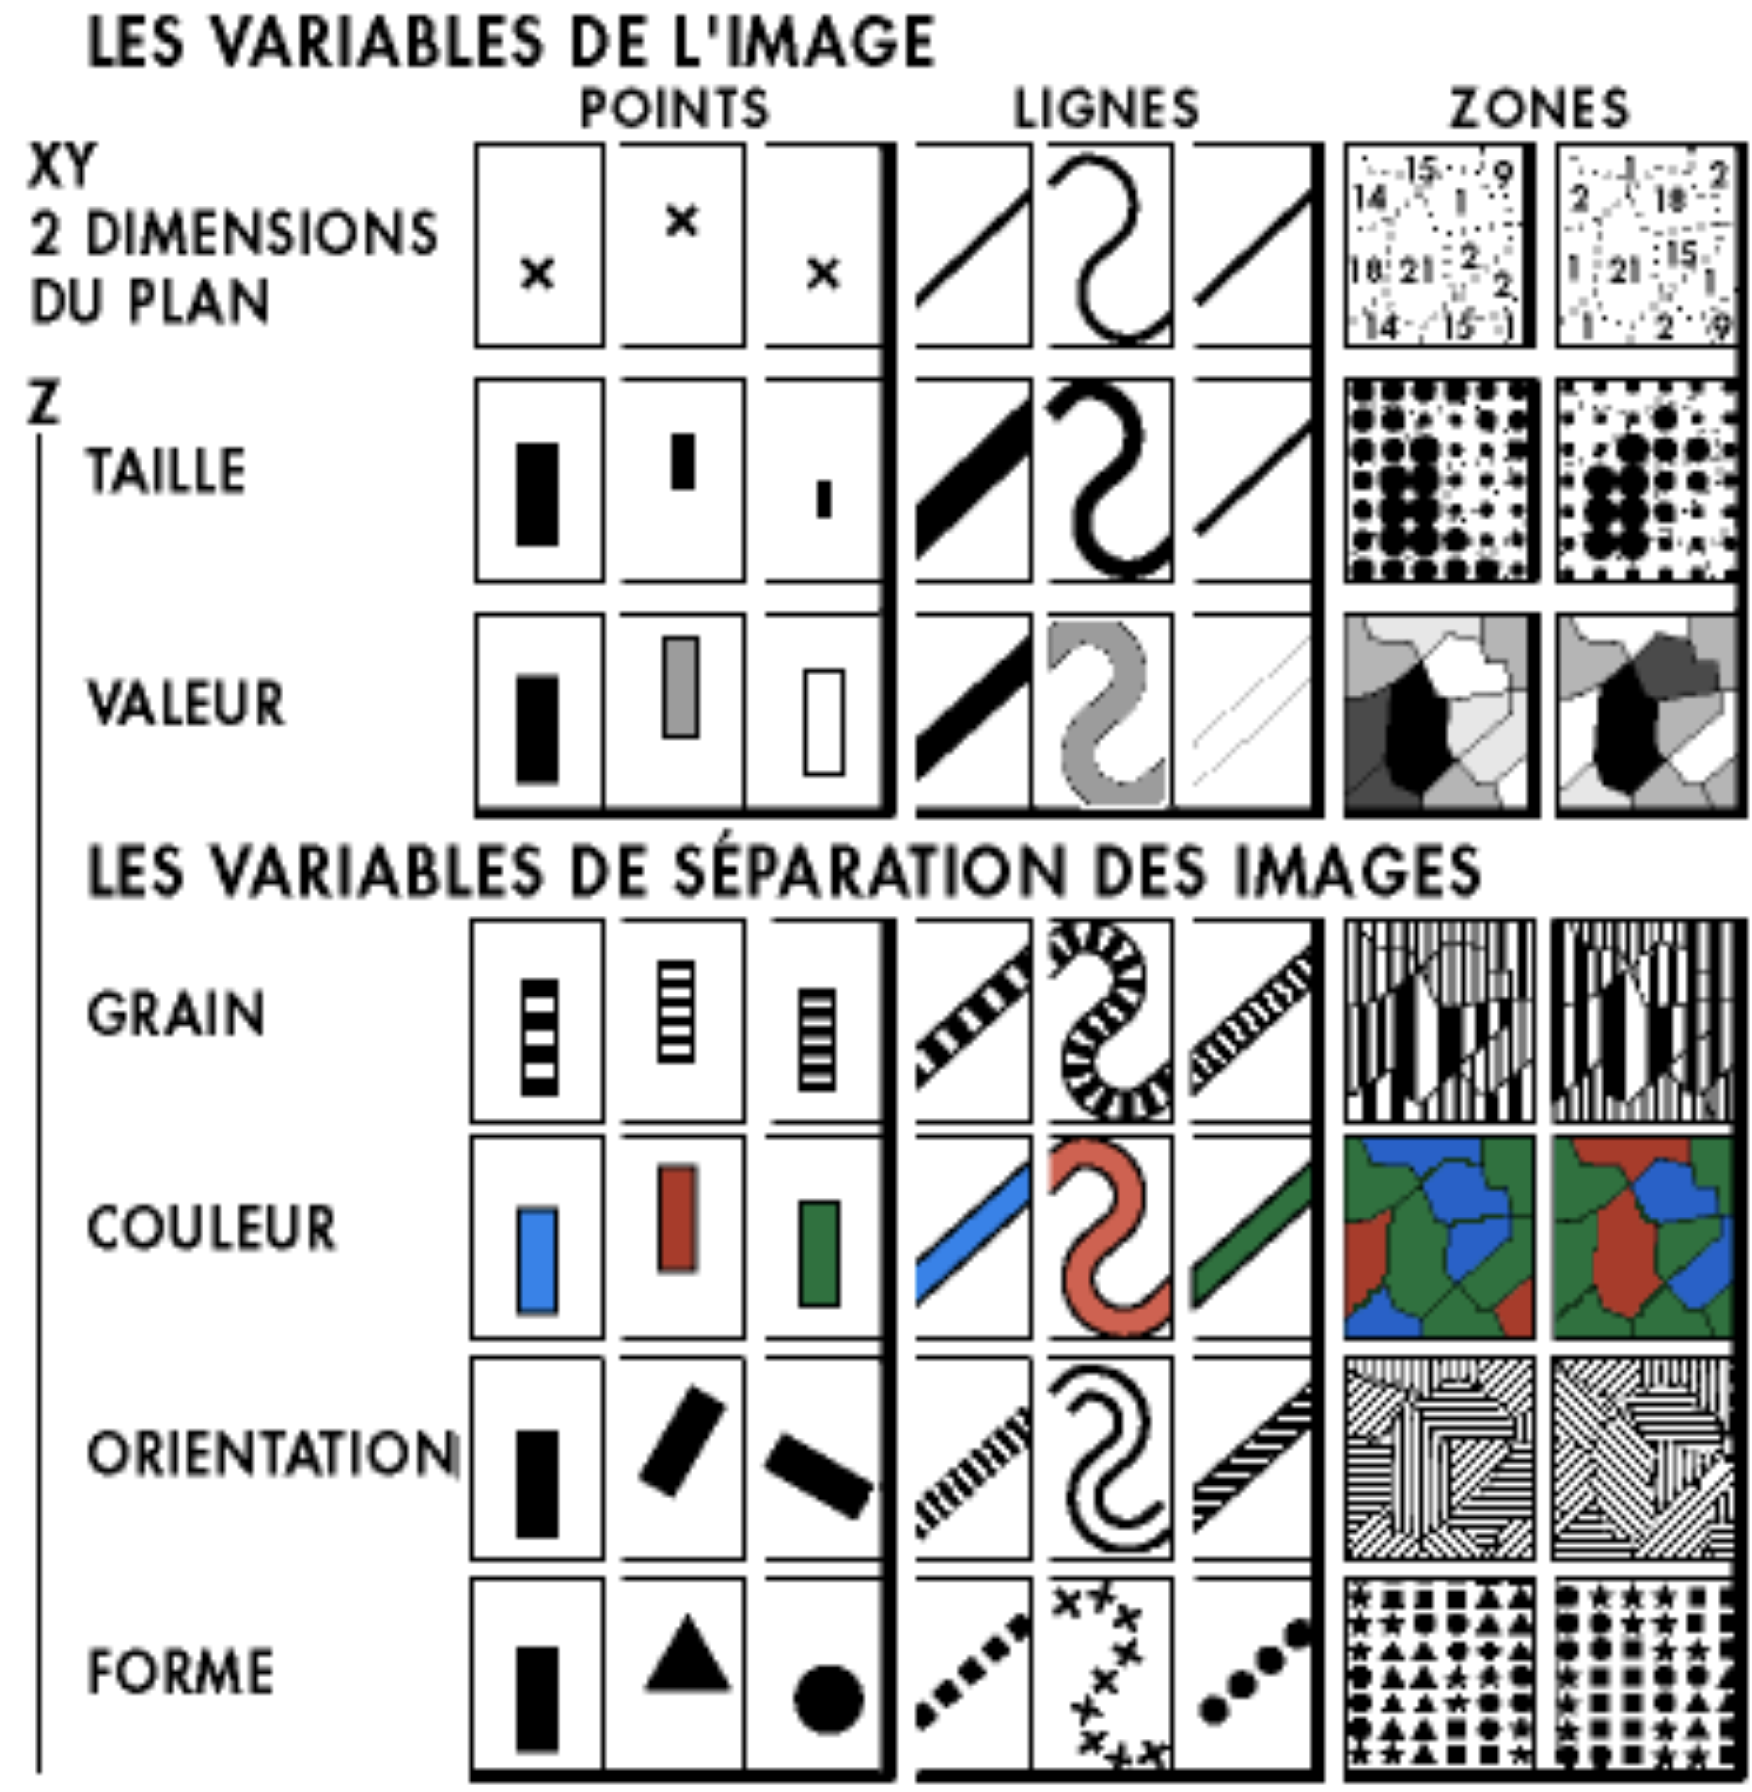 LES VARIABLES DE L'IMAGE
POINTS LIGNES ZONES
XY
2 DIMENSIONS
DU PLAN
15 9 1 2
14 1 2 18
18 21 2 1 21 15
2 1
14 15 1 1 2 9
Z
TAILLE
VALEUR
LES VARIABLES DE SÉPARATION DES IMAGES
GRAIN
COULEUR
ORIENTATION
FORME